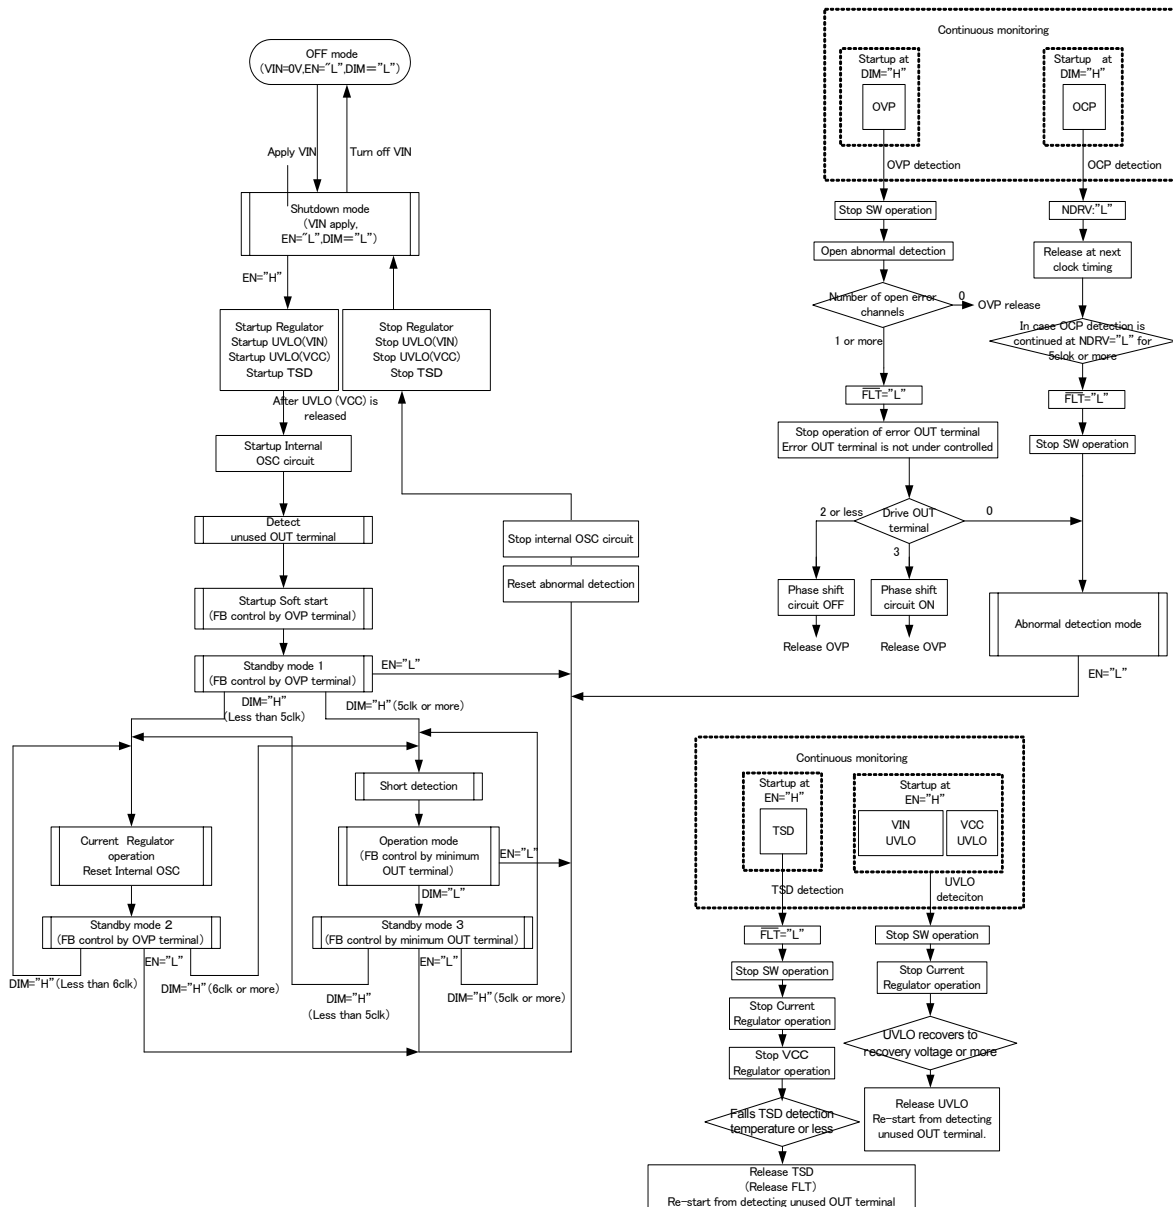 OFF mode
(VIN=0V,EN="L",DIM="L")
Apply VIN
Turn off VIN
Shutdown mode
(VIN apply,
EN="L",DIM="L")
EN="H"
Startup Regulator
Startup UVLO(VIN)
Startup UVLO(VCC)
Startup TSD
Stop Regulator
Stop UVLO(VIN)
Stop UVLO(VCC)
Stop TSD
After UVLO (VCC) is
released
Startup Internal
OSC circuit
Detect
unused OUT terminal
Stop internal OSC circuit
Reset abnormal detection
Startup Soft start
(FB control by OVP terminal)
Standby mode 1
(FB control by OVP terminal)
EN="L"
DIM="H"
(Less than 5clk)
DIM="H" (5clk or more)
Short detection
Current Regulator
operation
Reset Internal OSC
Operation mode
(FB control by minimum
OUT terminal)
EN="L"
DIM="L"
Standby mode 2
(FB control by OVP terminal)
Standby mode 3
(FB control by minimum OUT terminal)
EN="L"
EN="L"
DIM="H" (Less than 6clk)
DIM="H" (6clk or more)
DIM="H"
(Less than 5clk)
DIM="H" (5clk or more)
Continuous monitoring
Startup at
DIM="H"
OVP
Startup at
DIM="H"
OCP
OVP detection
OCP detection
Stop SW operation
NDRV:"L"
Open abnormal detection
Release at next
clock timing
Number of open error
channels
0
OVP release
1 or more
In case OCP detection is
continued at NDRV="L" for
5clok or more
FLT="L"
FLT="L"
Stop operation of error OUT terminal
Error OUT terminal is not under controlled
Stop SW operation
2 or less
Drive OUT
terminal
0
3
Phase shift
circuit OFF
Phase shift
circuit ON
Release OVP
Release OVP
Abnormal detection mode
EN="L"
Continuous monitoring
Startup at
EN="H"
TSD
Startup at
EN="H"
VIN
UVLO
VCC
UVLO
TSD detection
UVLO
deteciton
FLT="L"
Stop SW operation
Stop Current
Regulator operation
Stop VCC
Regulator operation
Falls TSD detection
temperature or less
Release TSD
(Release FLT)
Re-start from detecting unused OUT terminal
Stop SW operation
Stop Current
Regulator operation
UVLO recovers to
recovery voltage or more
Release UVLO
Re-start from detecting
unused OUT terminal.